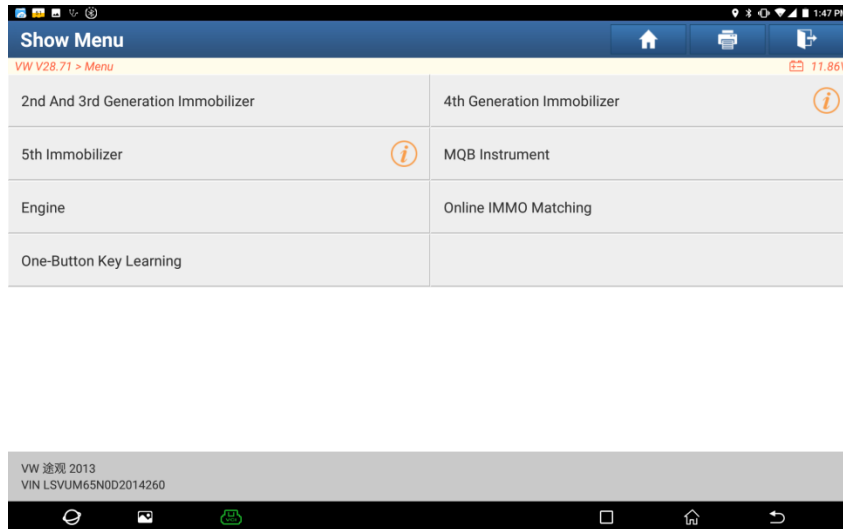 1:47 PM
Show Menu
VW V28.71 > Menu
11.86V
2nd And 3rd Generation Immobilizer
4th Generation Immobilizer
5th Immobilizer
MQB Instrument
Engine
Online IMMO Matching
One-Button Key Learning
VW 途观 2013
VIN LSVUM65N0D2014260
VCI